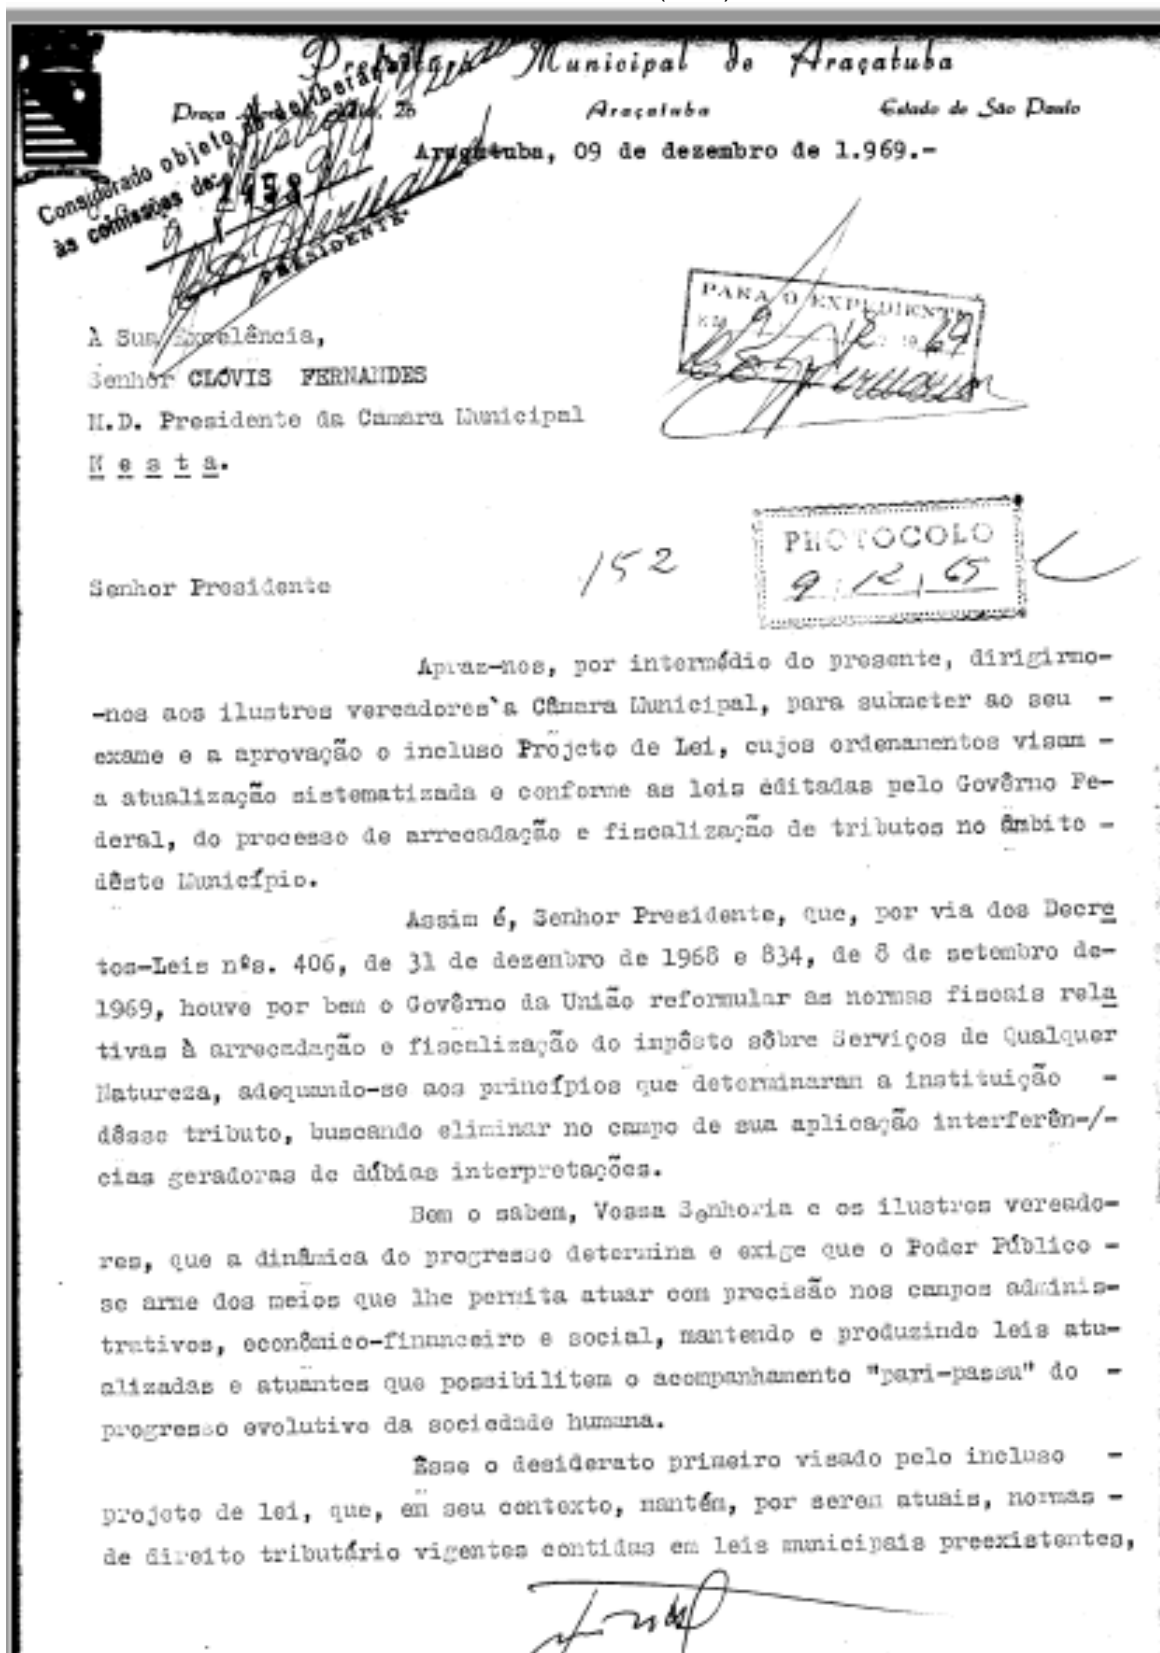 Prefeitura Municipal de Araçatuba
Praça 26 Araçatuba Estado de São Paulo
Araçatuba, 09 de dezembro de 1.969.-
Considerado objeto de deliberação
às comissões de:
PRESIDENTE
PARA O EXPEDIENTE
EM 9 12 1969
À Sua Excelência,
Senhor CLÓVIS FERNANDES
M.D. Presidente da Câmara Municipal
N e s t a.
PROTOCOLO
152
9 12 65
Senhor Presidente
Apraz-nos, por intermédio do presente, dirigirmo-
-nos aos ilustres vereadores`a Câmara Municipal, para submeter ao seu -
exame e a aprovação o incluso Projeto de Lei, cujos ordenamentos visam -
a atualização sistematizada e conforme as leis éditadas pelo Govêrno Fe-
deral, do processo de arrecadação e fiscalização de tributos no âmbito -
dêste Município.
Assim é, Senhor Presidente, que, por via dos Decre
tos-Leis nºs. 406, de 31 de dezembro de 1968 e 834, de 8 de setembro de-
1969, houve por bem o Govêrno da União reformular as normas fiscais rela
tivas à arrecadação e fiscalização do impôsto sôbre Serviços de Qualquer
Natureza, adequando-se aos princípios que determinaram a instituição -
dêsse tributo, buscando eliminar no campo de sua aplicação interferên-/-
cias geradoras de dúbias interpretações.
Bem o sabem, Vossa Senhoria e os ilustres vereado-
res, que a dinâmica do progresso determina e exige que o Poder Público -
se arme dos meios que lhe permita atuar com precisão nos campos adminis-
trativos, econômico-financeiro e social, mantendo e produzindo leis atu-
alizadas e atuantes que possibilitem o acompanhamento "pari-passu" do -
progresso evolutivo da sociedade humana.
Êsse o desiderato primeiro visado pelo incluso -
projeto de lei, que, em seu contexto, mantém, por serem atuais, normas -
de direito tributário vigentes contidas em leis municipais preexistentes,